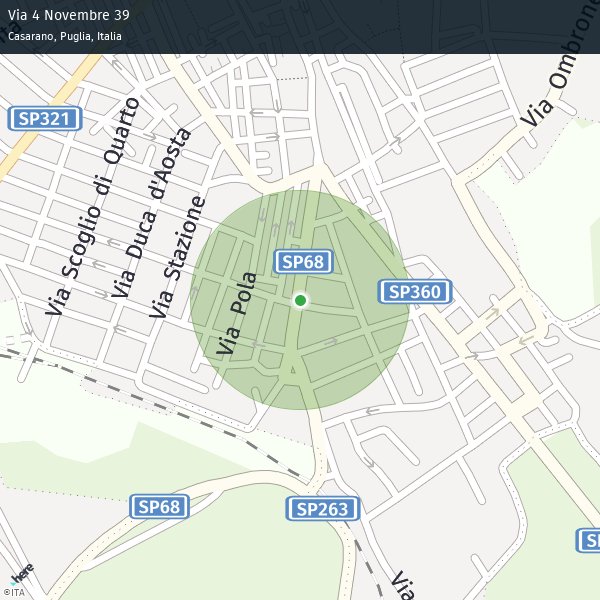 Via 4 Novembre 39
Casarano, Puglia, Italia
Via Ombrone
SP321
Via Scoglio di Quarto
Via Duca d'Aosta
Via Stazione
SP68
SP360
Via Pola
SP68
SP263
Via
here
©ITA